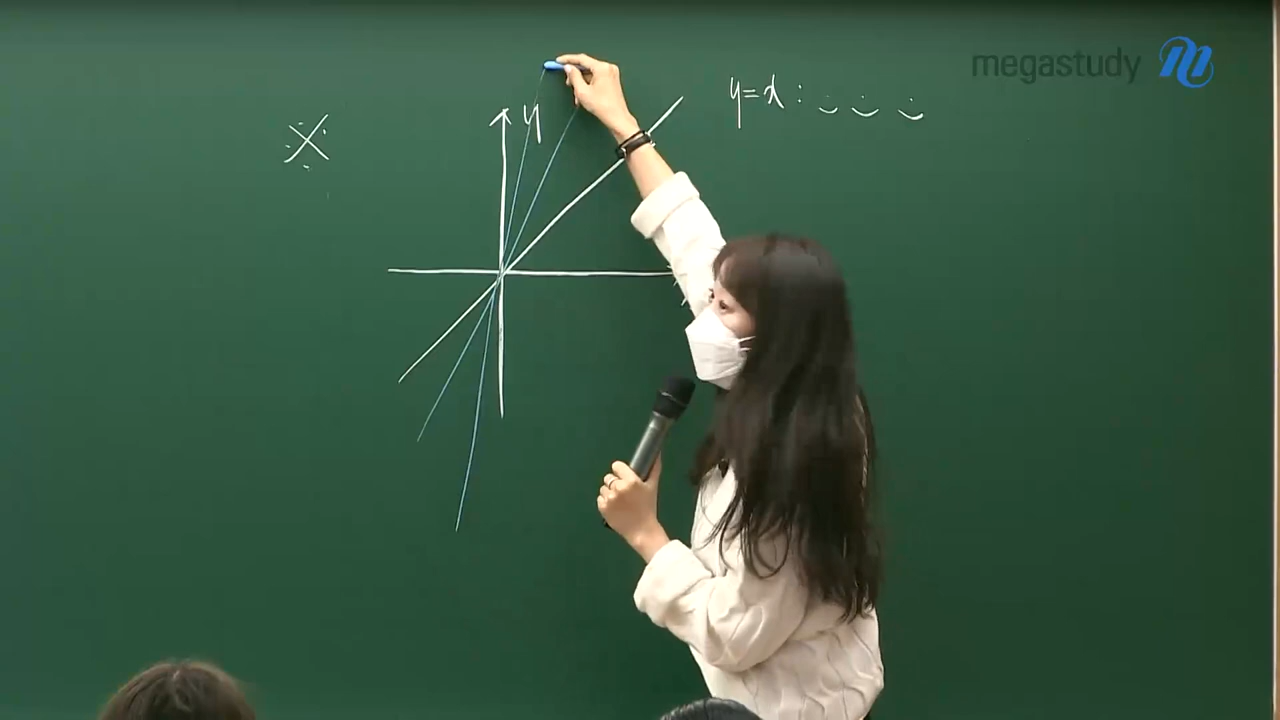 megastudy
y = x :
※
y